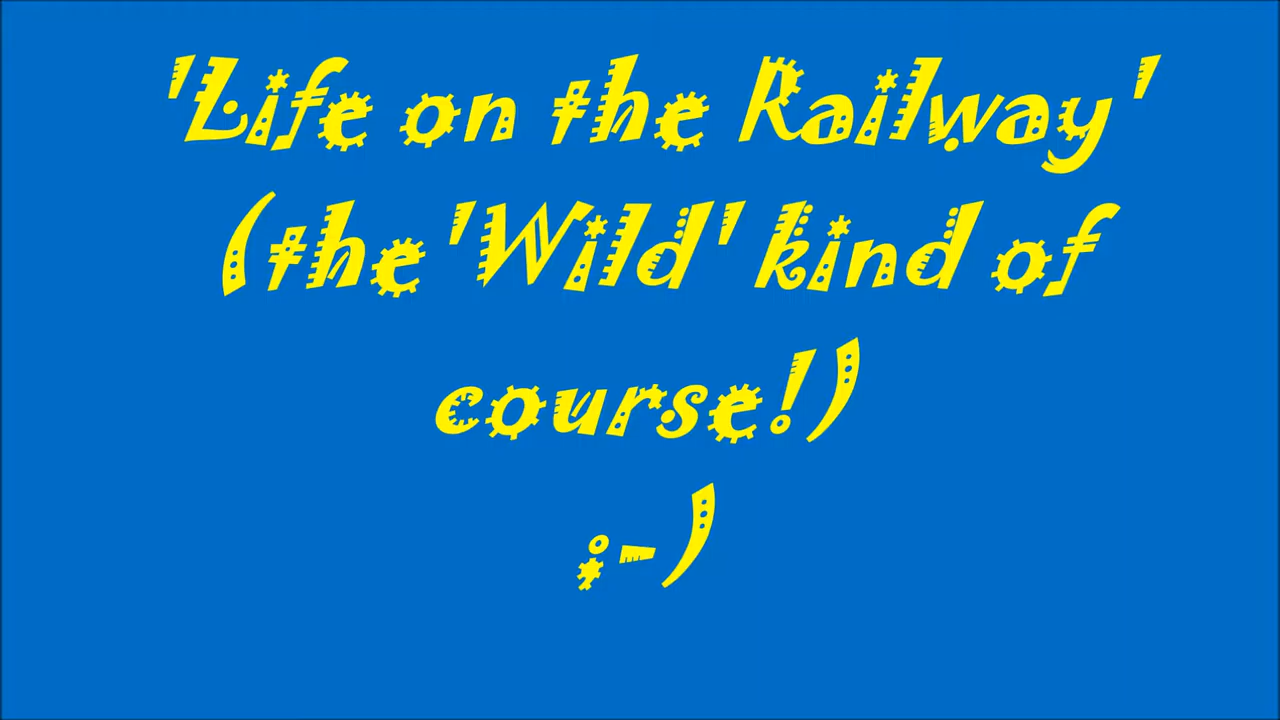 'Life on the Railway'
(the 'Wild' kind of
course!)
;-)